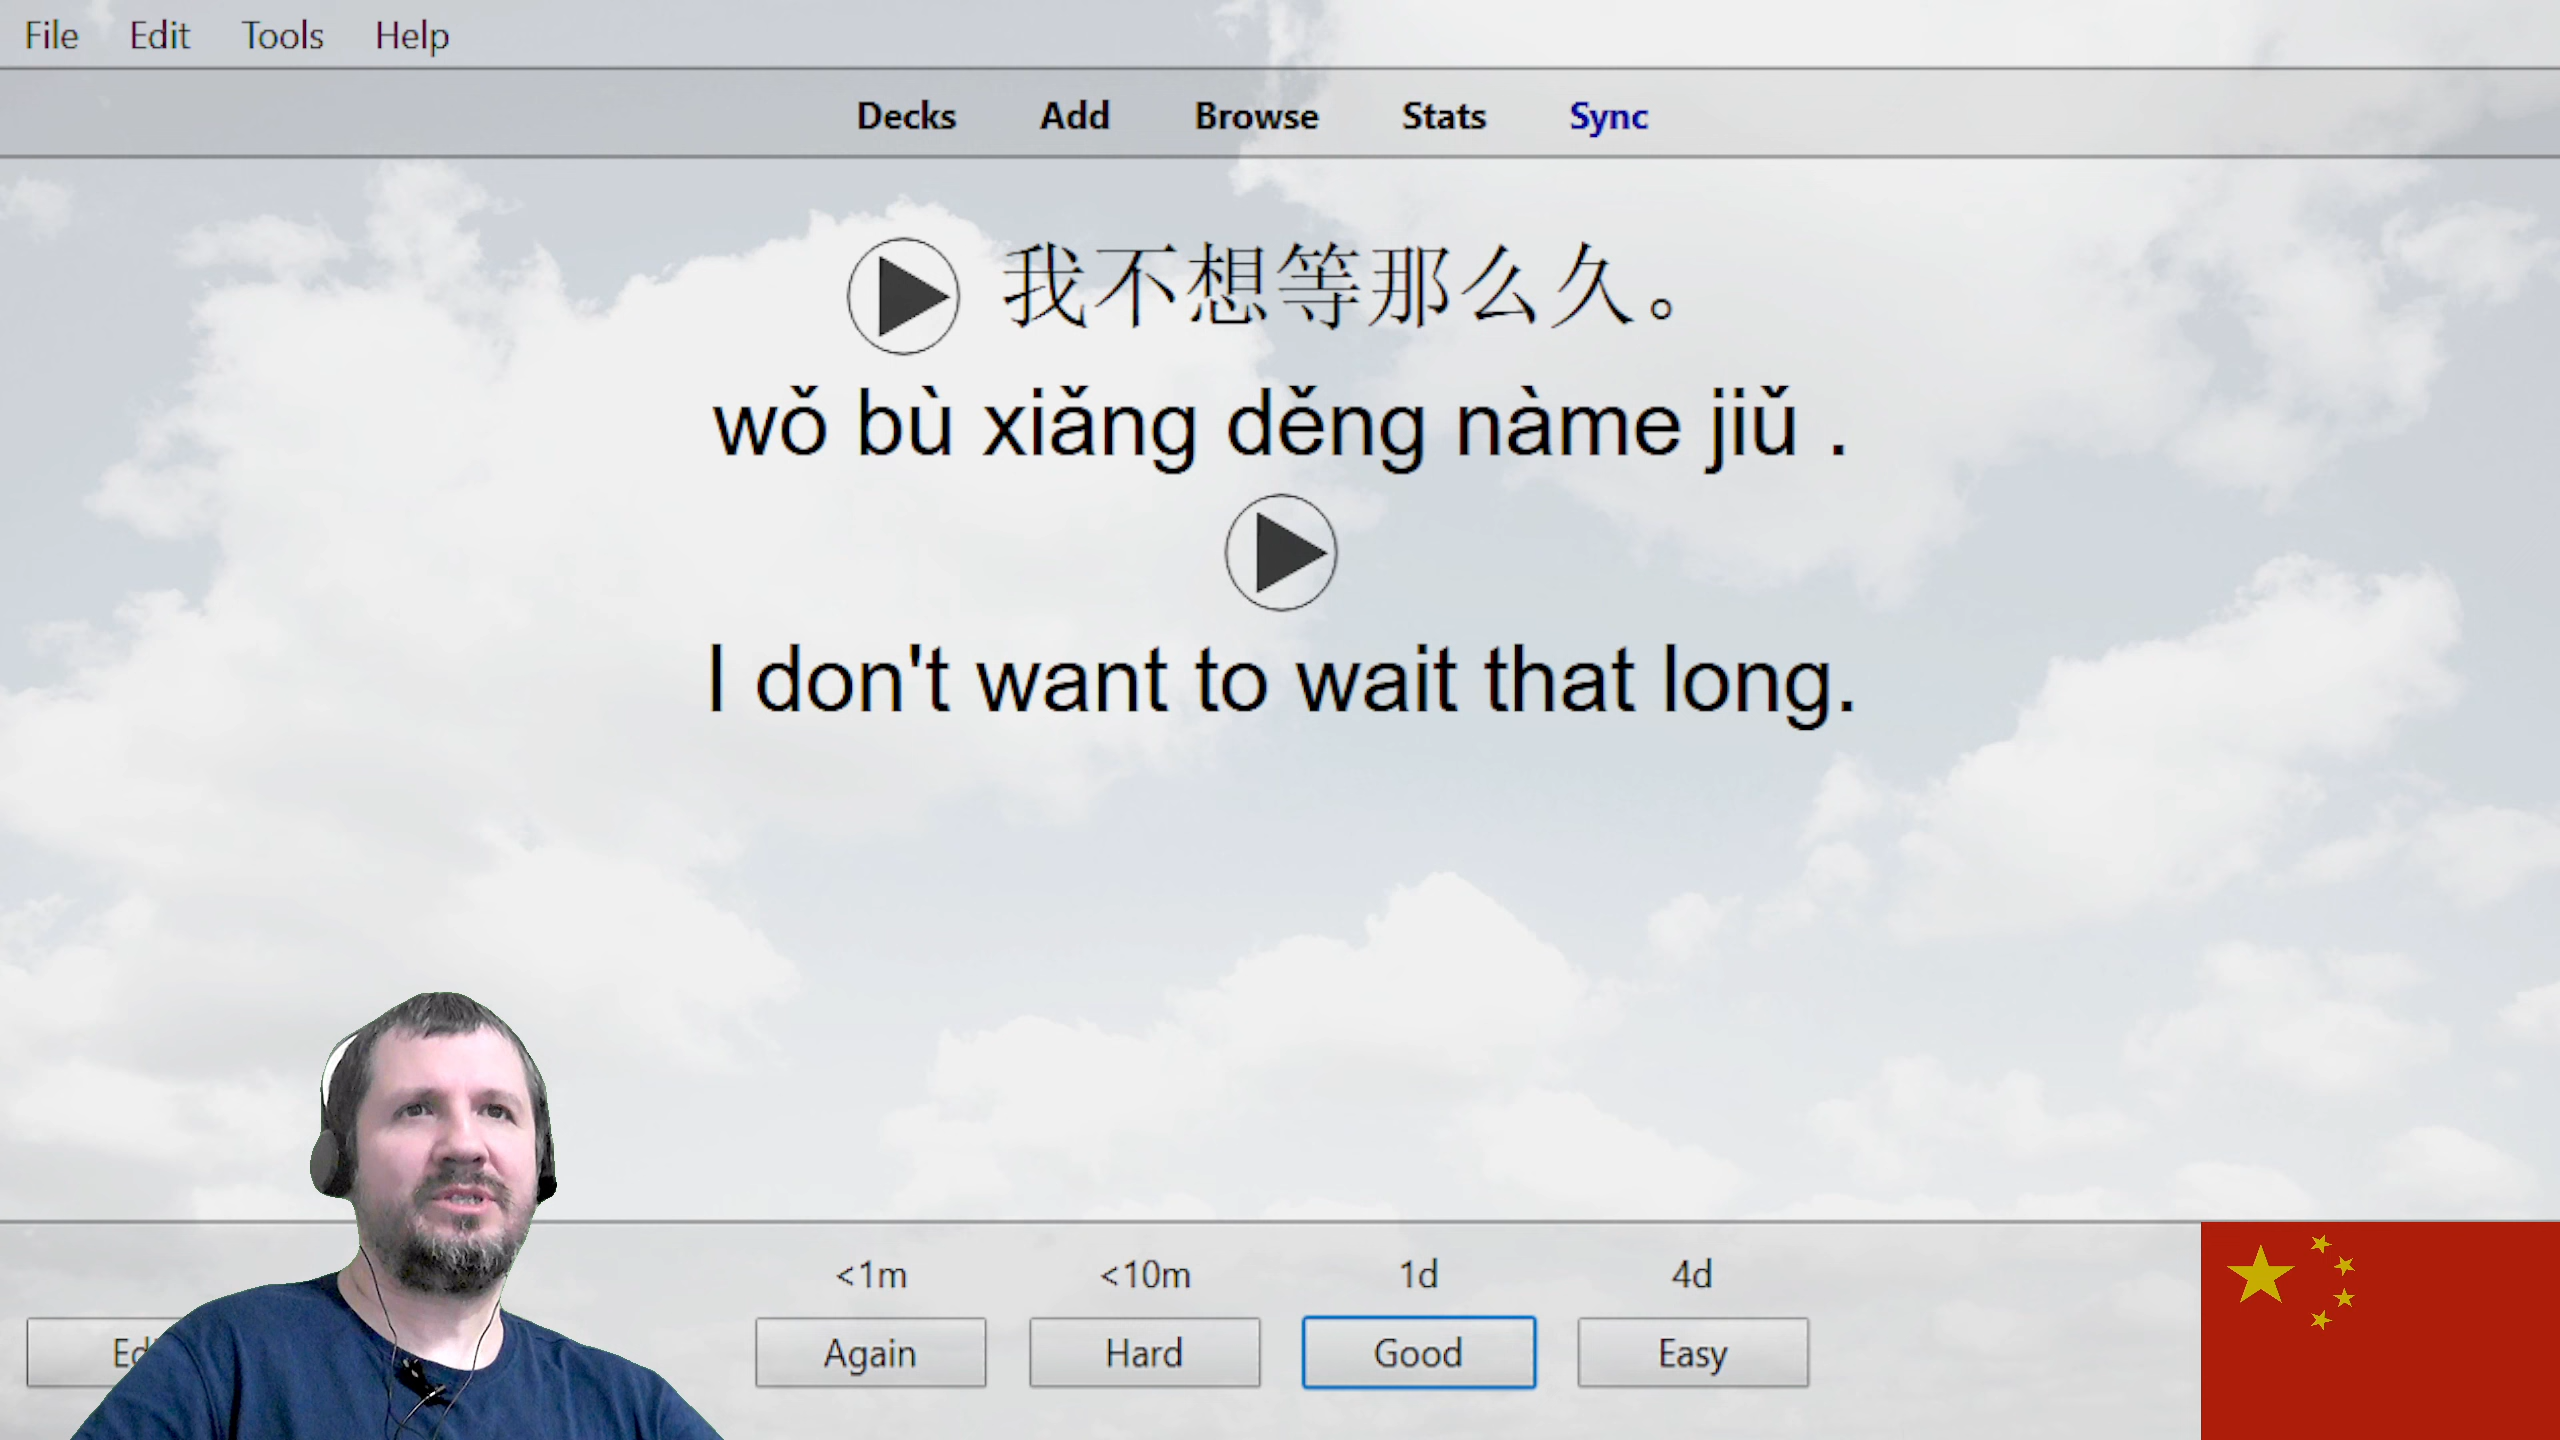 File Edit Tools Help
Decks Add Browse Stats Sync
我不想等那么久。
wǒ bù xiǎng děng nàme jiǔ .
I don't want to wait that long.
<1m <10m 1d 4d
Again Hard Good Easy